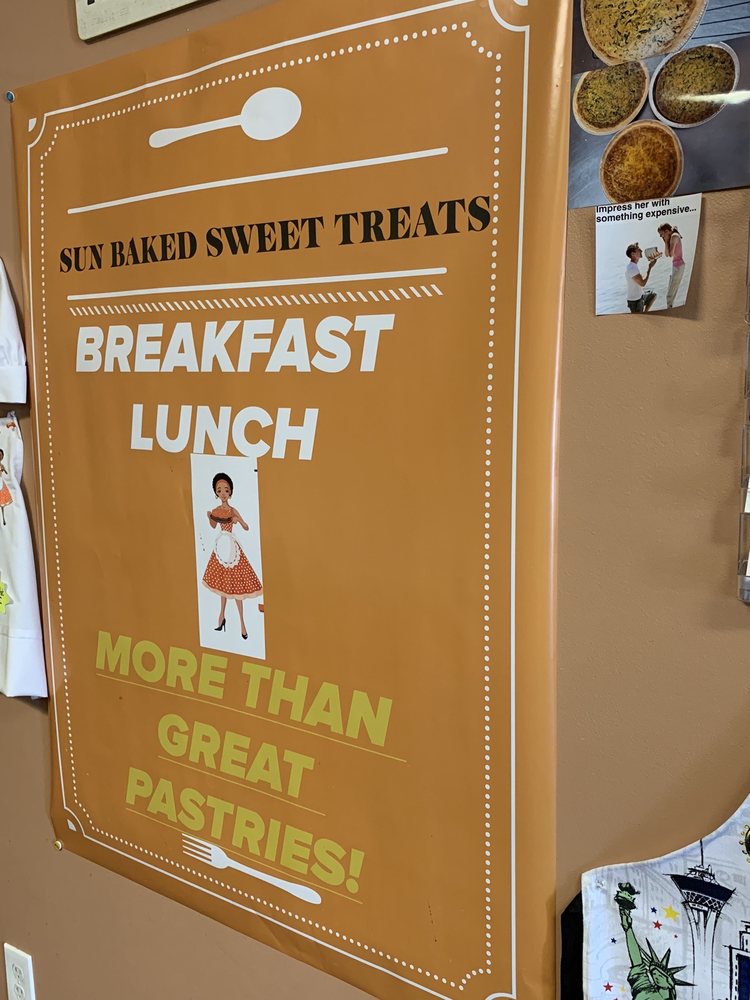 SUN BAKED SWEET TREATS
BREAKFAST
LUNCH
MORE THAN
GREAT
PASTRIES!
Impress her with
something expensive...